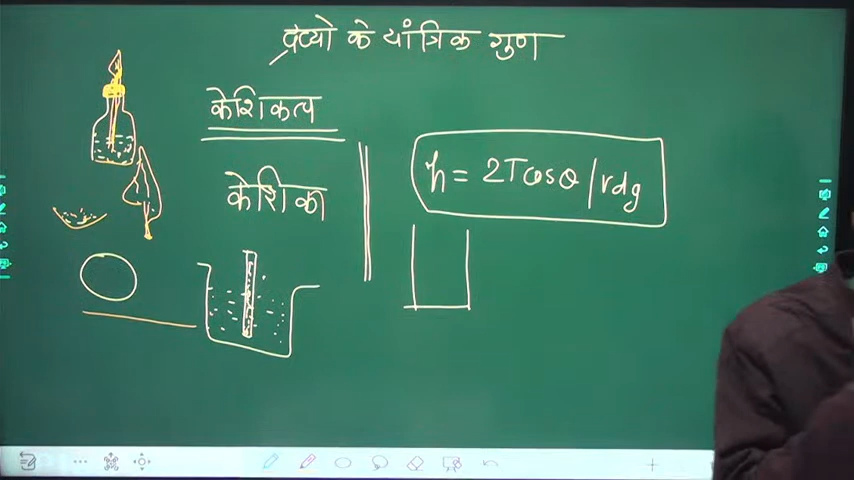 द्रव्यो के यांत्रिक गुण
केशिकत्व
केशिकी
h = 2Tcosθ / rdg